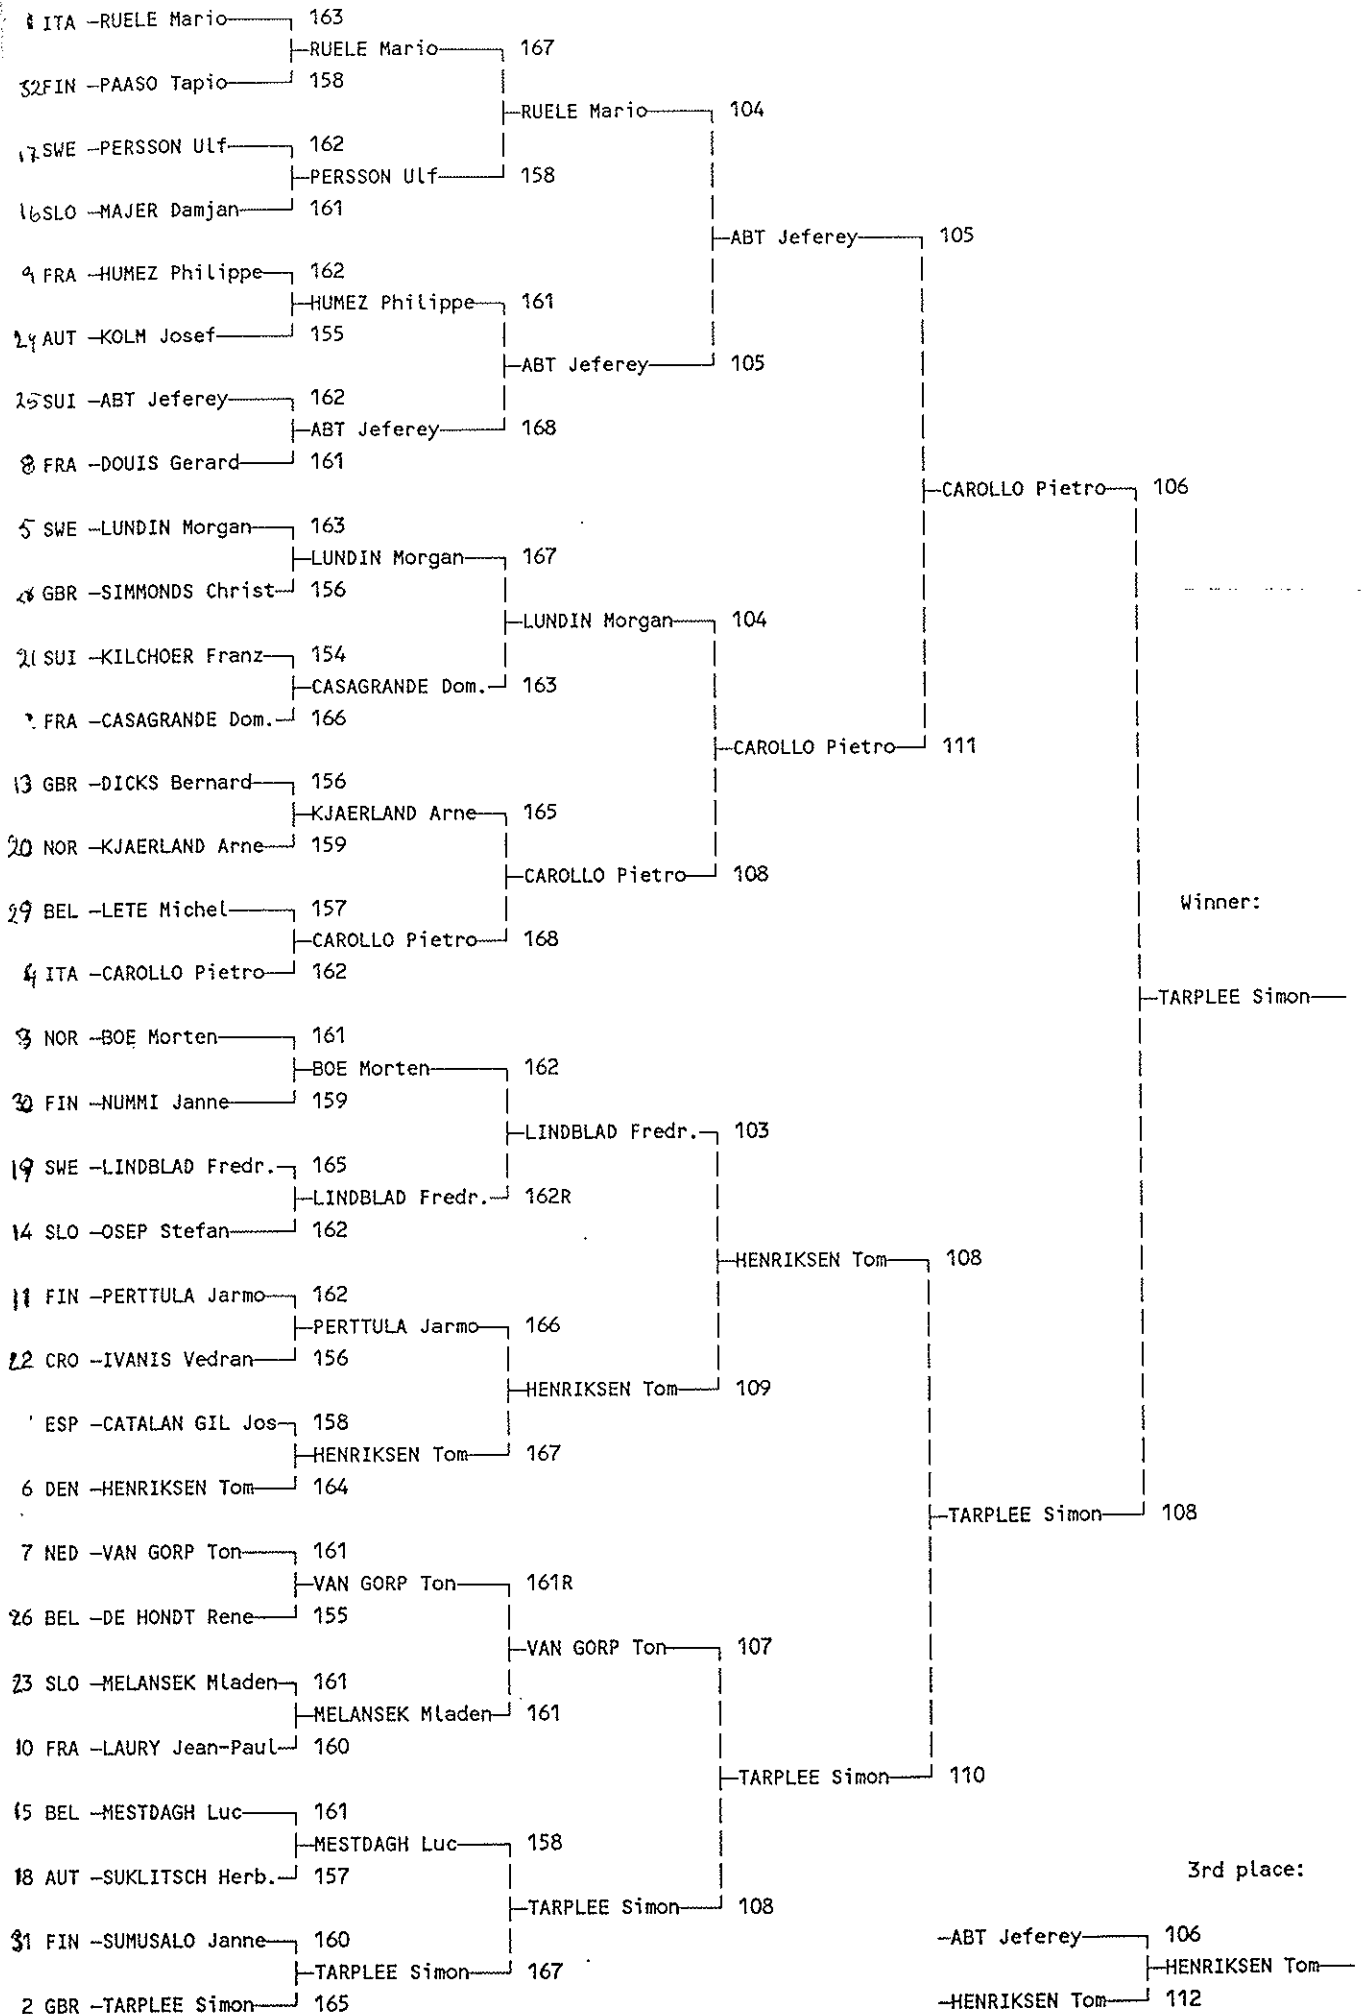 1 ITA -RUELE Mario 163
RUELE Mario 167
32 FIN -PAASO Tapio 158
RUELE Mario 104
17 SWE -PERSSON Ulf 162
PERSSON Ulf 158
16 SLO -MAJER Damjan 161
ABT Jeferey 105
9 FRA -HUMEZ Philippe 162
HUMEZ Philippe 161
24 AUT -KOLM Josef 155
ABT Jeferey 105
25 SUI -ABT Jeferey 162
ABT Jeferey 168
8 FRA -DOUIS Gerard 161
CAROLLO Pietro 106
5 SWE -LUNDIN Morgan 163
LUNDIN Morgan 167
GBR -SIMMONDS Christ 156
LUNDIN Morgan 104
21 SUI -KILCHOER Franz 154
CASAGRANDE Dom. 163
FRA -CASAGRANDE Dom. 166
CAROLLO Pietro 111
13 GBR -DICKS Bernard 156
KJAERLAND Arne 165
20 NOR -KJAERLAND Arne 159
CAROLLO Pietro 108
29 BEL -LETE Michel 157
Winner:
CAROLLO Pietro 168
4 ITA -CAROLLO Pietro 162
TARPLEE Simon
3 NOR -BOE Morten 161
BOE Morten 162
30 FIN -NUMMI Janne 159
LINDBLAD Fredr. 103
19 SWE -LINDBLAD Fredr. 165
LINDBLAD Fredr. 162R
14 SLO -OSEP Stefan 162
HENRIKSEN Tom 108
11 FIN -PERTTULA Jarmo 162
PERTTULA Jarmo 166
22 CRO -IVANIS Vedran 156
HENRIKSEN Tom 109
ESP -CATALAN GIL Jos 158
HENRIKSEN Tom 167
6 DEN -HENRIKSEN Tom 164
TARPLEE Simon 108
7 NED -VAN GORP Ton 161
VAN GORP Ton 161R
26 BEL -DE HONDT Rene 155
VAN GORP Ton 107
23 SLO -MELANSEK Mladen 161
MELANSEK Mladen 161
10 FRA -LAURY Jean-Paul 160
TARPLEE Simon 110
15 BEL -MESTDAGH Luc 161
MESTDAGH Luc 158
18 AUT -SUKLITSCH Herb. 157
3rd place:
TARPLEE Simon 108
31 FIN -SUMUSALO Janne 160
-ABT Jeferey 106
TARPLEE Simon 167
HENRIKSEN Tom
2 GBR -TARPLEE Simon 165
-HENRIKSEN Tom 112